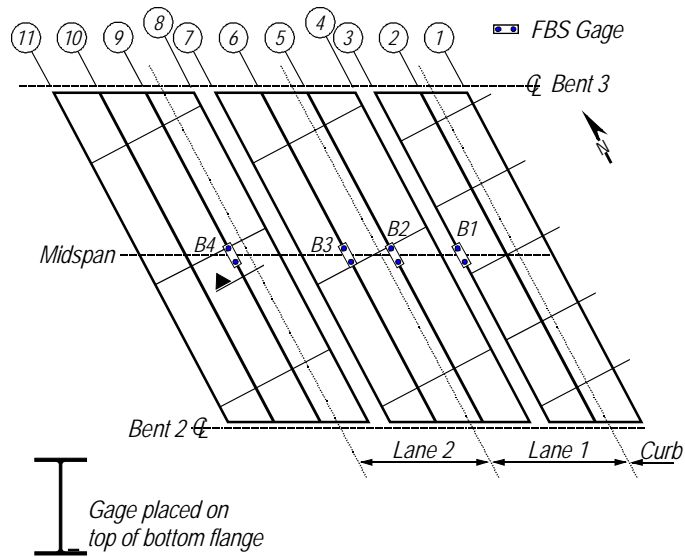 11 10 9 8 7 6 5 4 3 2 1
FBS Gage
℄ Bent 3
N
B4 B3 B2 B1
Midspan
Bent 2 ℄
Lane 2 Lane 1 Curb
Gage placed on
top of bottom flange